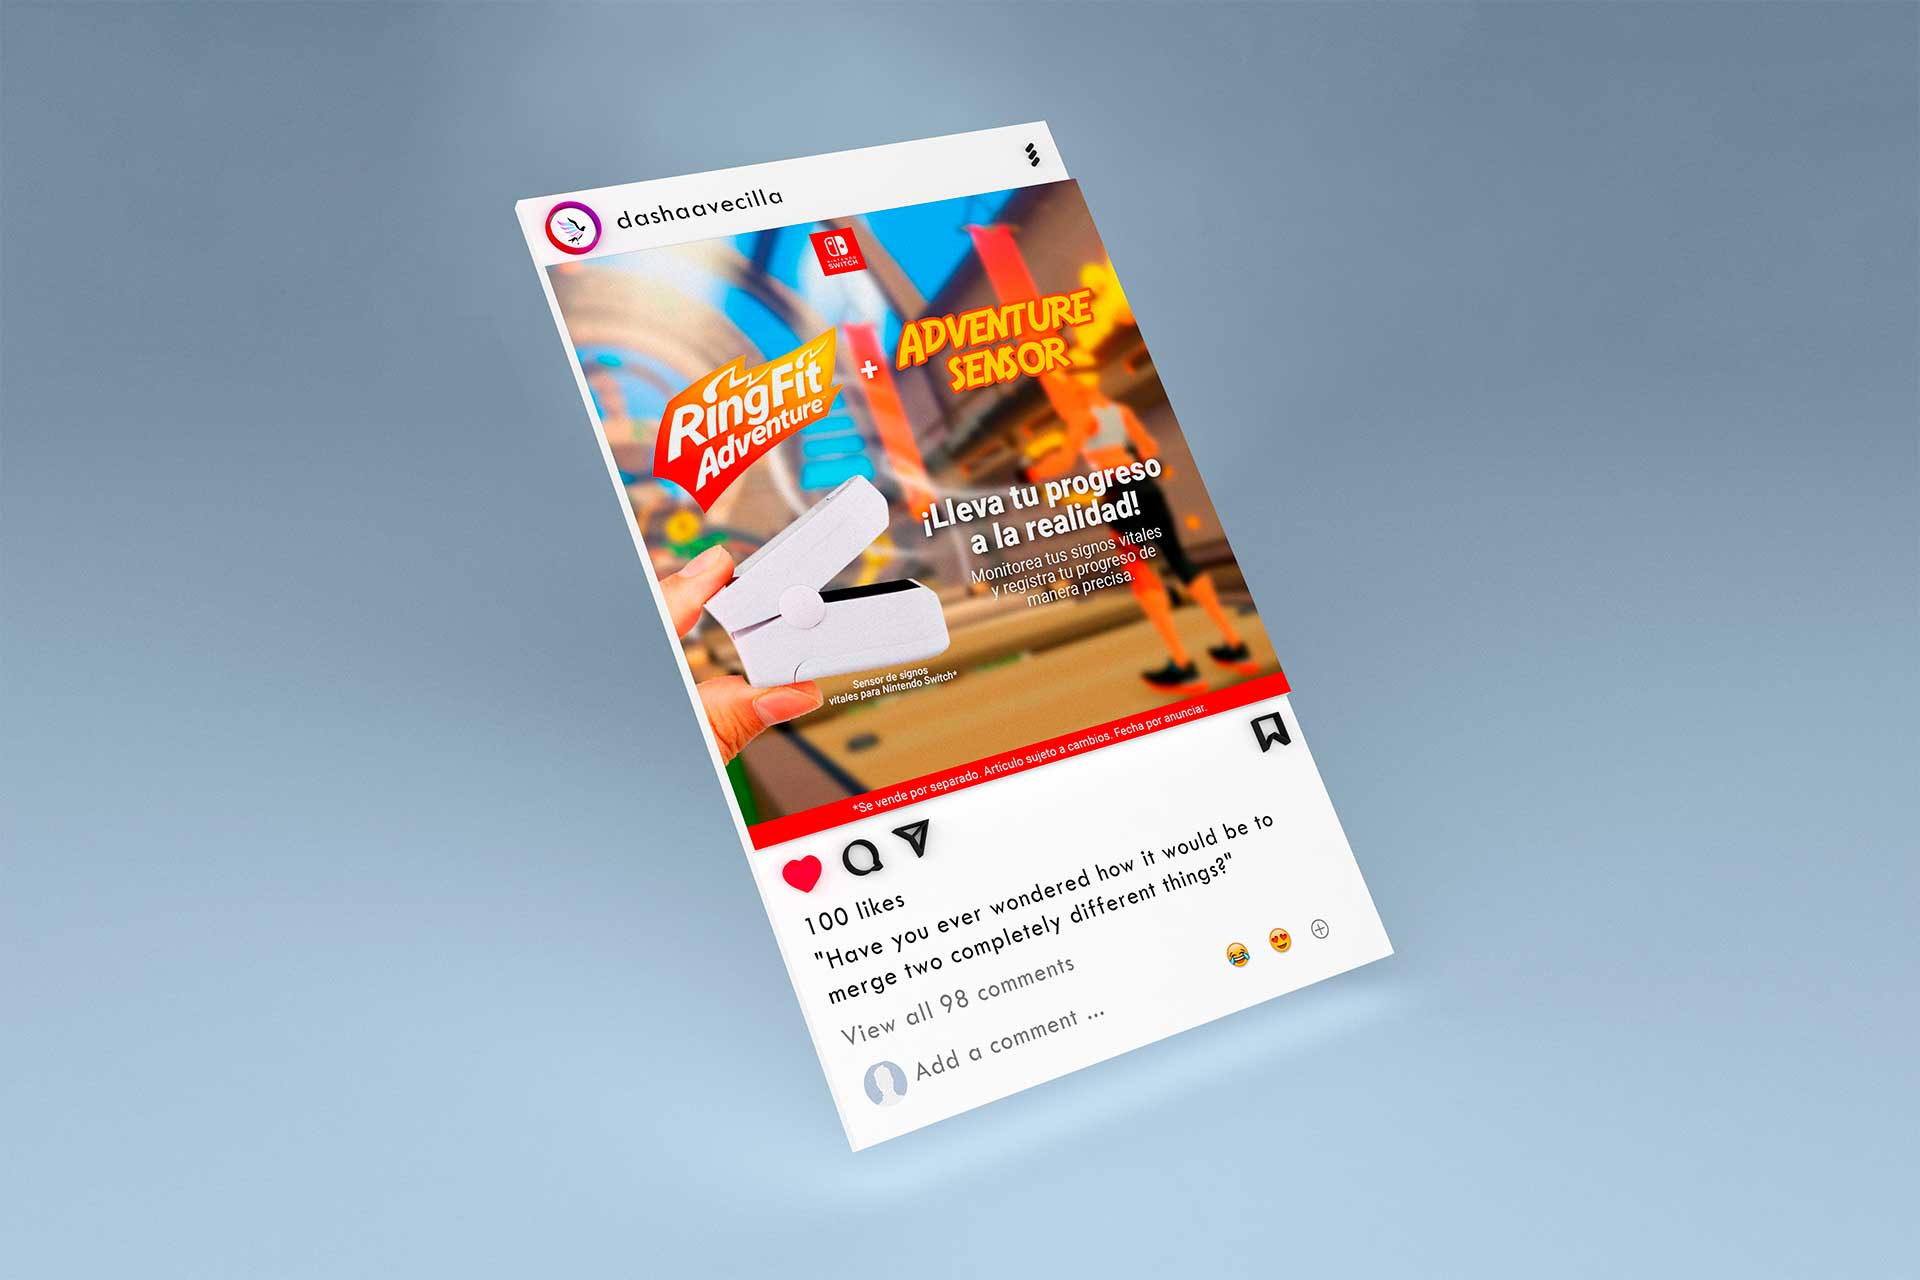 dashaavecilla
NINTENDO
SWITCH
RingFit
Adventure™
+
ADVENTURE
SENSOR
¡Lleva tu progreso
a la realidad!
Monitorea tus signos vitales
y registra tu progreso de
manera precisa.
Sensor de signos
vitales para Nintendo Switch*
*Se vende por separado. Artículo sujeto a cambios. Fecha por anunciar.
100 likes
"Have you ever wondered how it would be to
merge two completely different things?"
View all 98 comments
Add a comment ...